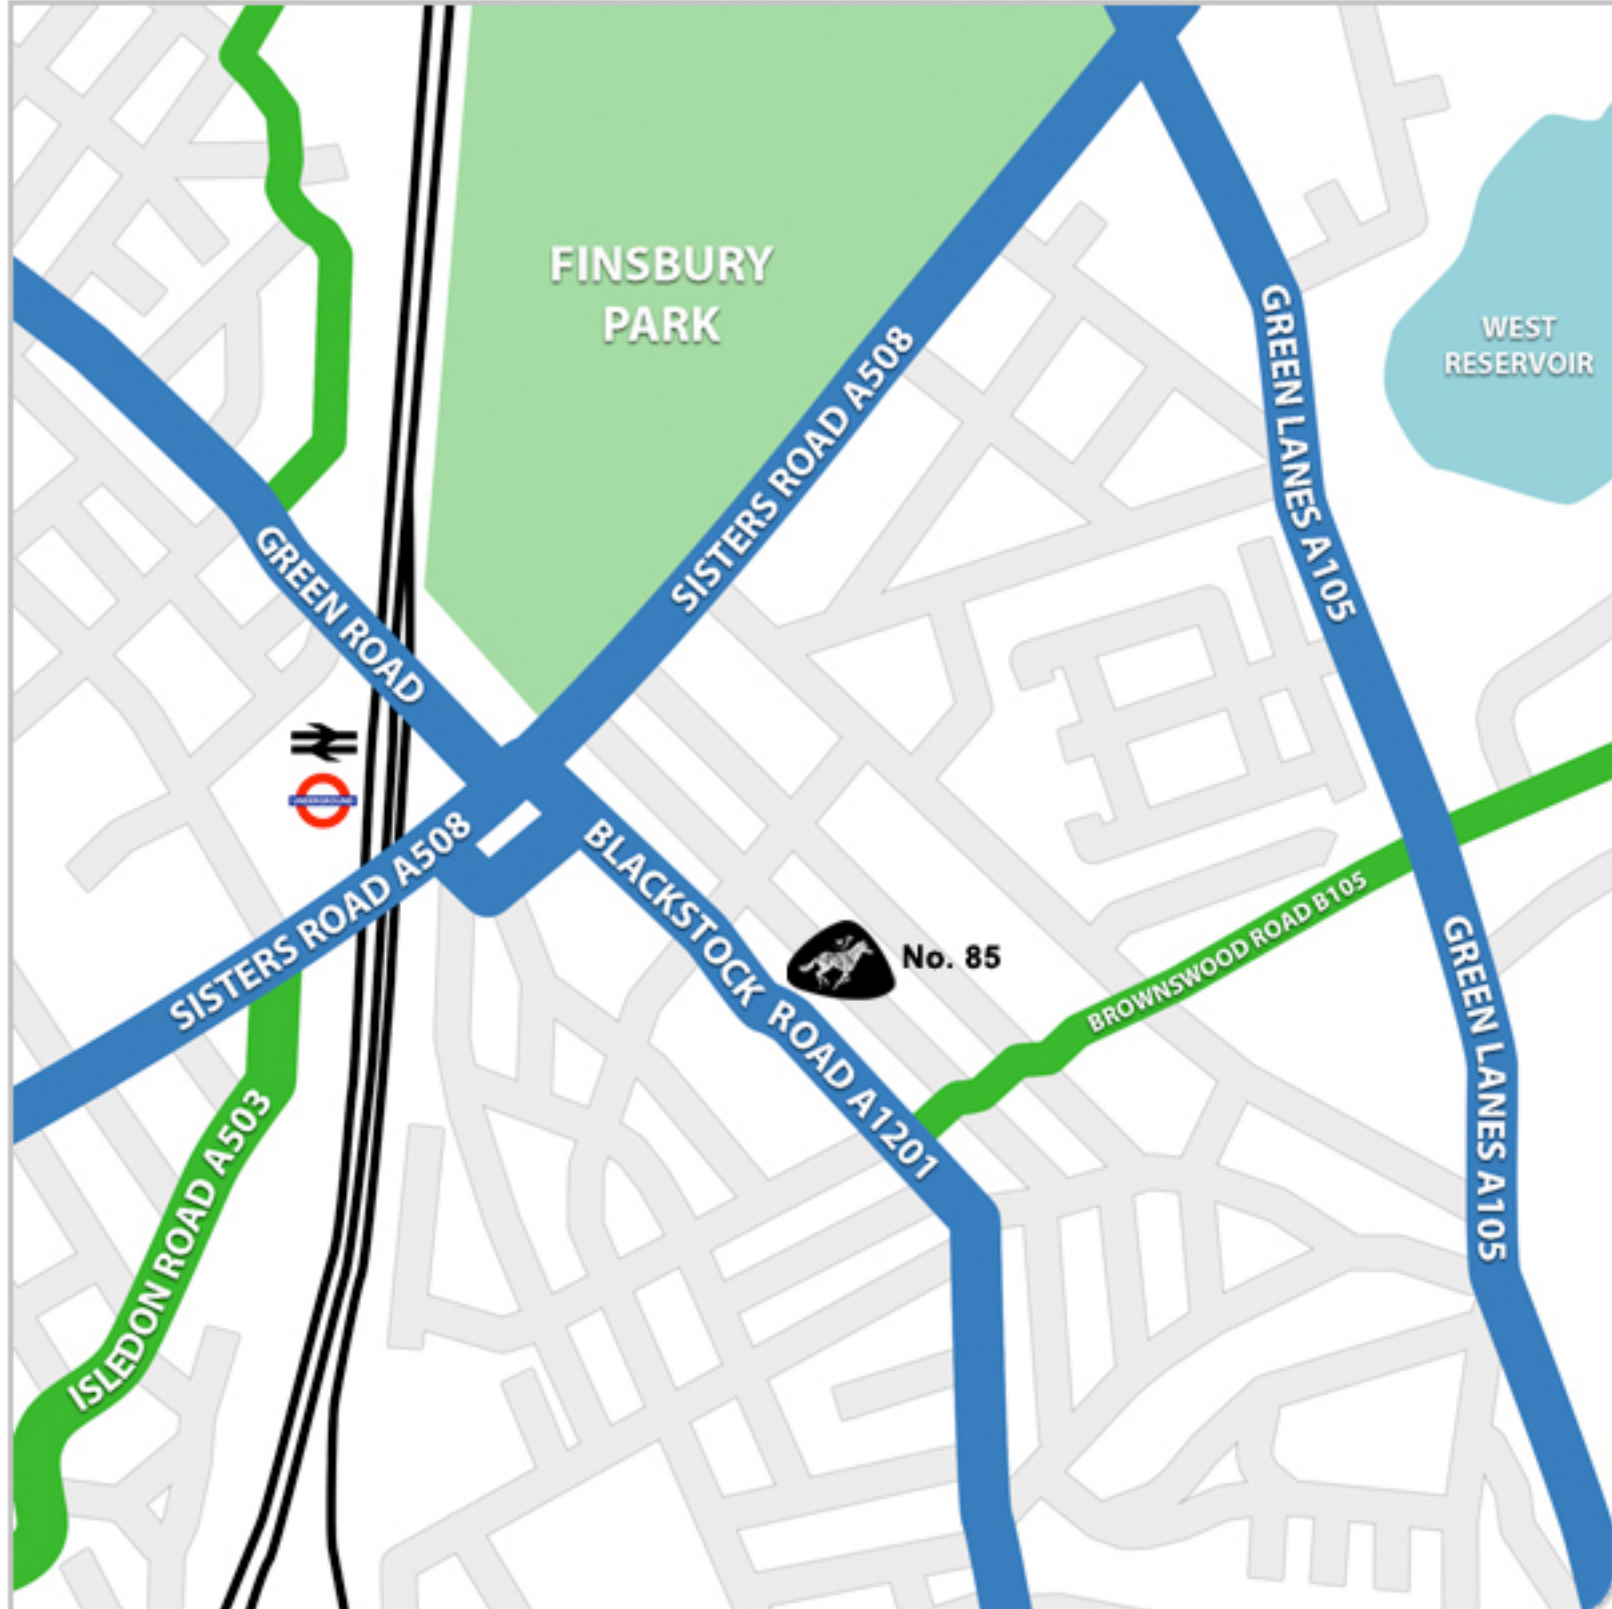 FINSBURY
PARK
WEST
RESERVOIR
SISTERS ROAD A508
GREEN LANES A105
GREEN ROAD
UNDERGROUND
SISTERS ROAD A508
BLACKSTOCK ROAD A1201
No. 85
BROWNSWOOD ROAD B105
GREEN LANES A105
ISLEDON ROAD A503